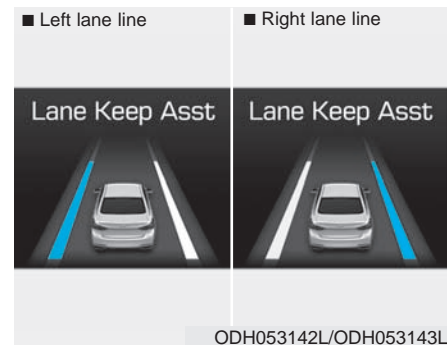 ■ Left lane line
■ Right lane line
Lane Keep Asst
Lane Keep Asst
ODH053142L/ODH053143L